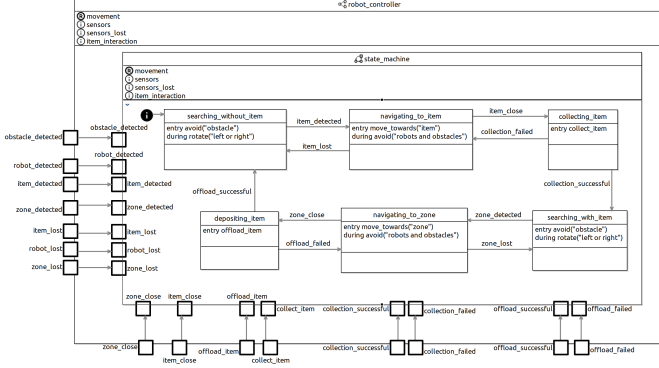 robot_controller
movement
sensors
sensors_lost
item_interaction
state_machine
movement
sensors
sensors_lost
item_interaction
searching_without_item
entry avoid("obstacle")
during rotate("left or right")
item_detected
item_lost
navigating_to_item
entry move_towards("item")
during avoid("robots and obstacles")
item_close
collection_failed
collecting_item
entry collect_item
obstacle_detected
obstacle_detected
robot_detected
robot_detected
item_detected
item_detected
zone_detected
zone_detected
item_lost
item_lost
robot_lost
robot_lost
zone_lost
zone_lost
offload_successful
collection_successful
depositing_item
entry offload_item
zone_close
offload_failed
navigating_to_zone
entry move_towards("zone")
during avoid("robots and obstacles")
zone_detected
zone_lost
searching_with_item
entry avoid("obstacle")
during rotate("left or right")
zone_close
item_close
offload_item
collect_item
collection_successful
collection_failed
offload_successful
offload_failed
zone_close
item_close
offload_item
collect_item
collection_successful
collection_failed
offload_successful
offload_failed